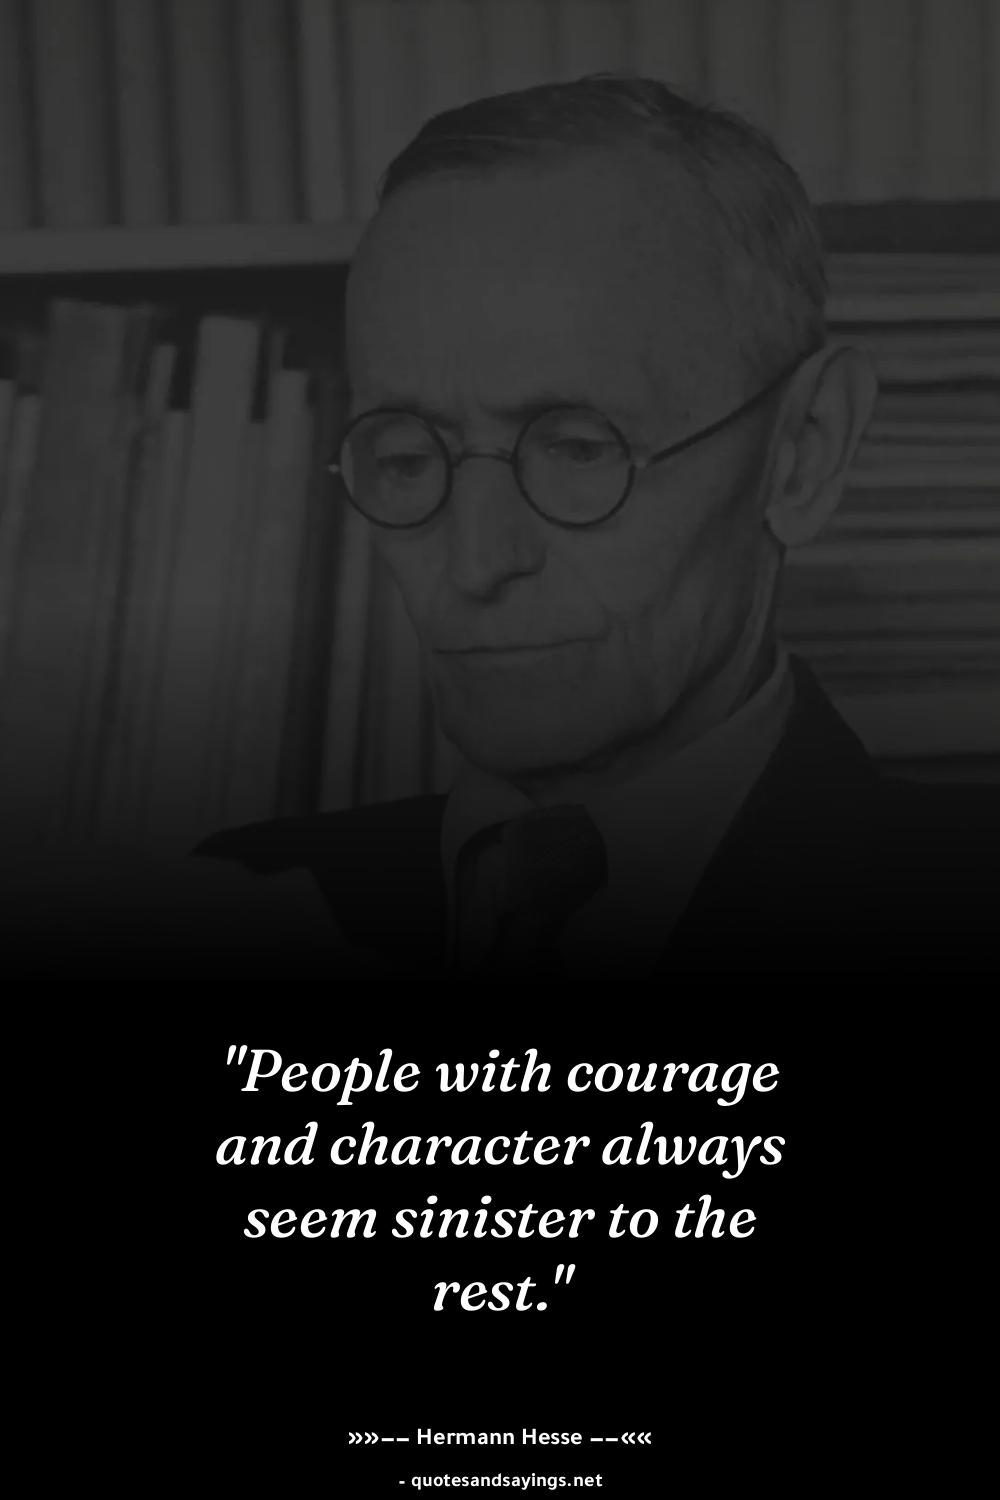 "People with courage
and character always
seem sinister to the
rest."
»»−− Hermann Hesse −−««
- quotesandsayings.net